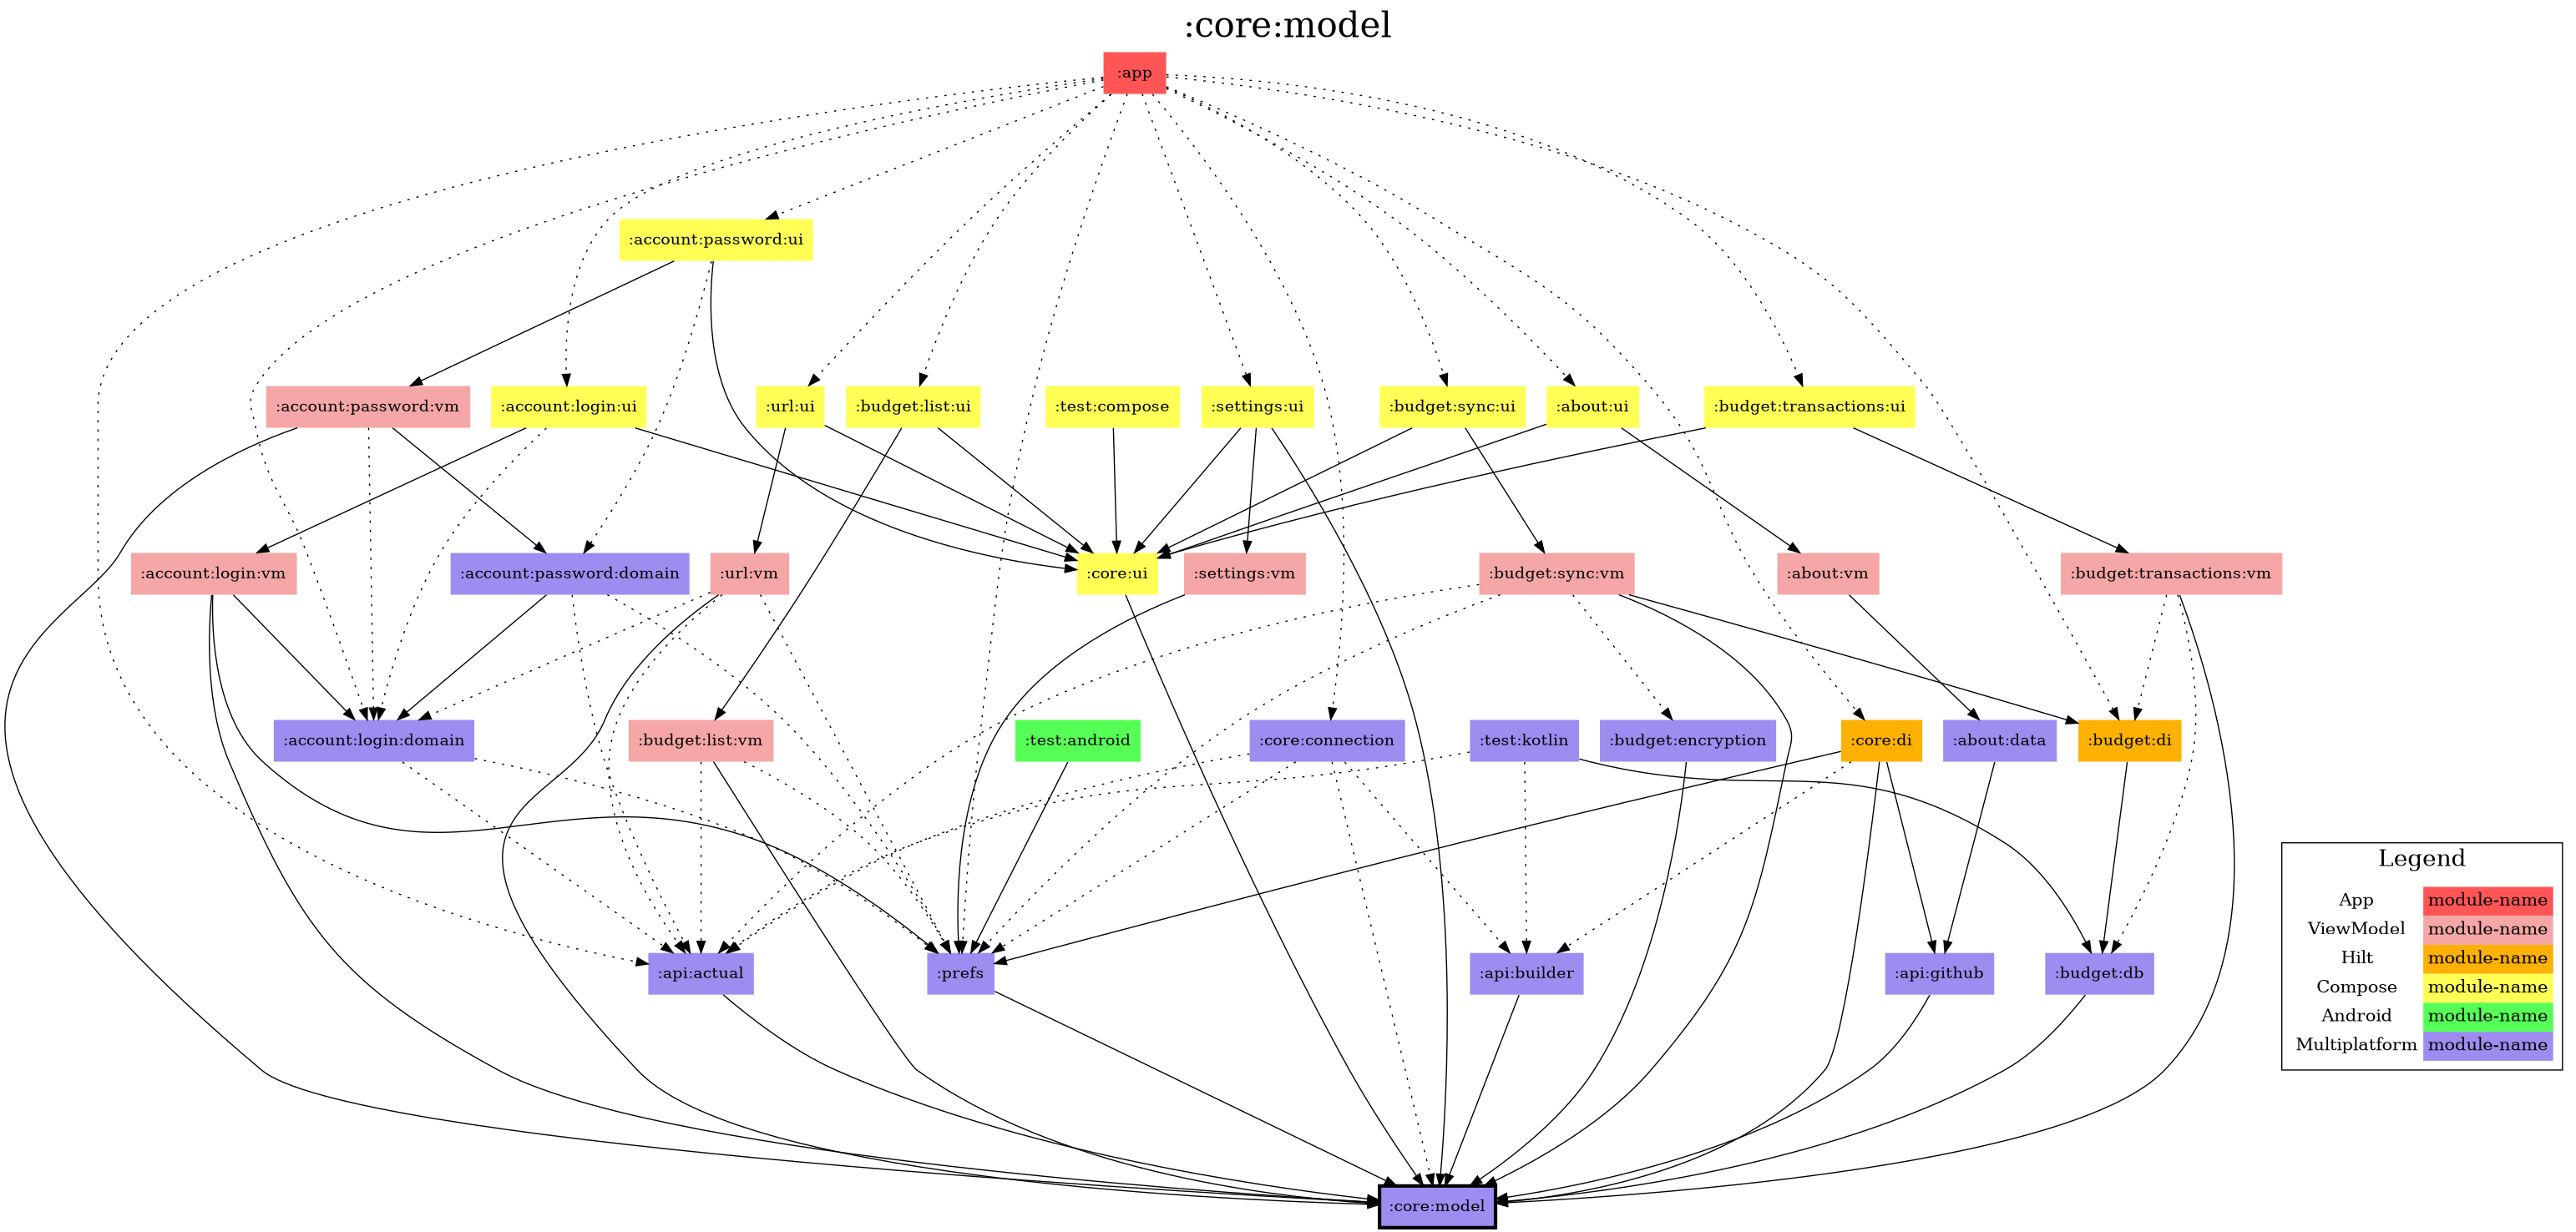 :core:model
:app
:account:password:ui
:account:password:vm
:account:login:ui
:url:ui
:budget:list:ui
:test:compose
:settings:ui
:budget:sync:ui
:about:ui
:budget:transactions:ui
:account:login:vm
:account:password:domain
:url:vm
:core:ui
:settings:vm
:budget:sync:vm
:about:vm
:budget:transactions:vm
:account:login:domain
:budget:list:vm
:test:android
:core:connection
:test:kotlin
:budget:encryption
:core:di
:about:data
:budget:di
:api:actual
:prefs
:api:builder
:api:github
:budget:db
:core:model
Legend
App module-name
ViewModel module-name
Hilt module-name
Compose module-name
Android module-name
Multiplatform module-name